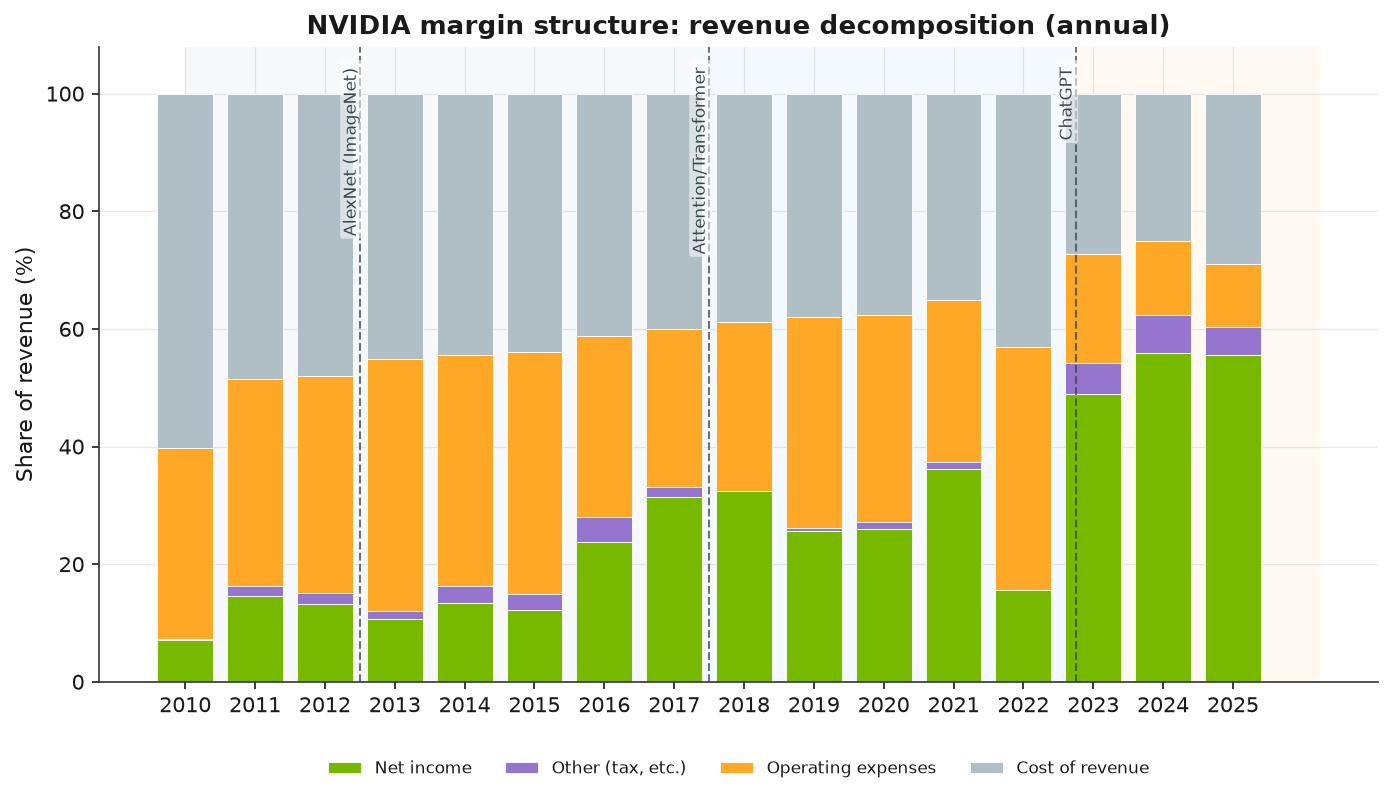 NVIDIA margin structure: revenue decomposition (annual)
Share of revenue (%)
100
80
60
40
20
0
AlexNet (ImageNet)
Attention/Transformer
ChatGPT
2010 2011 2012 2013 2014 2015 2016 2017 2018 2019 2020 2021 2022 2023 2024 2025
Net income Other (tax, etc.) Operating expenses Cost of revenue